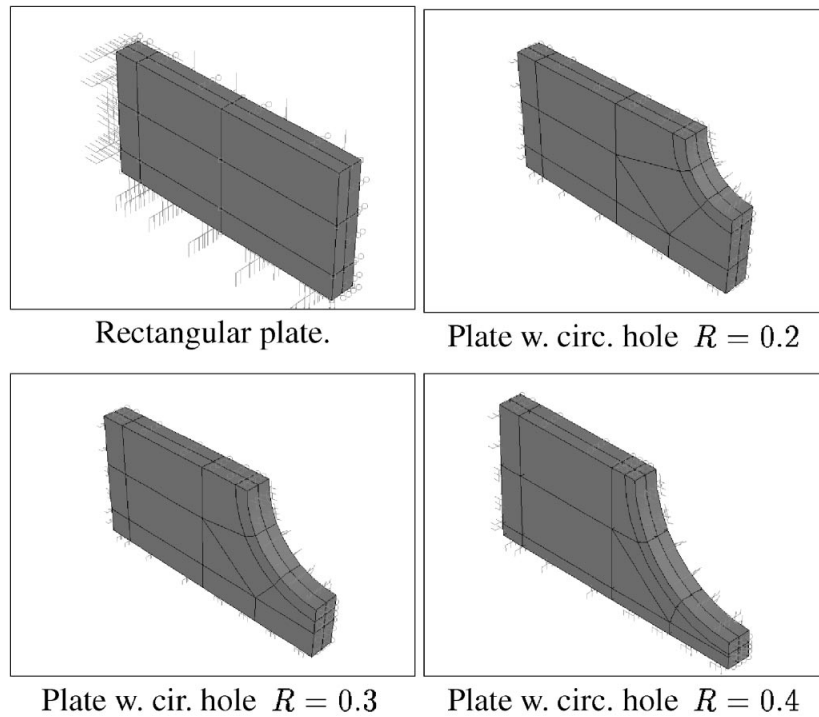 Rectangular plate.
Plate w. circ. hole R = 0.2
Plate w. cir. hole R = 0.3
Plate w. circ. hole R = 0.4